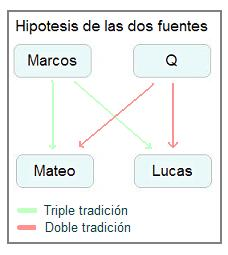 Hipotesis de las dos fuentes
Marcos
Q
Mateo
Lucas
Triple tradición
Doble tradición